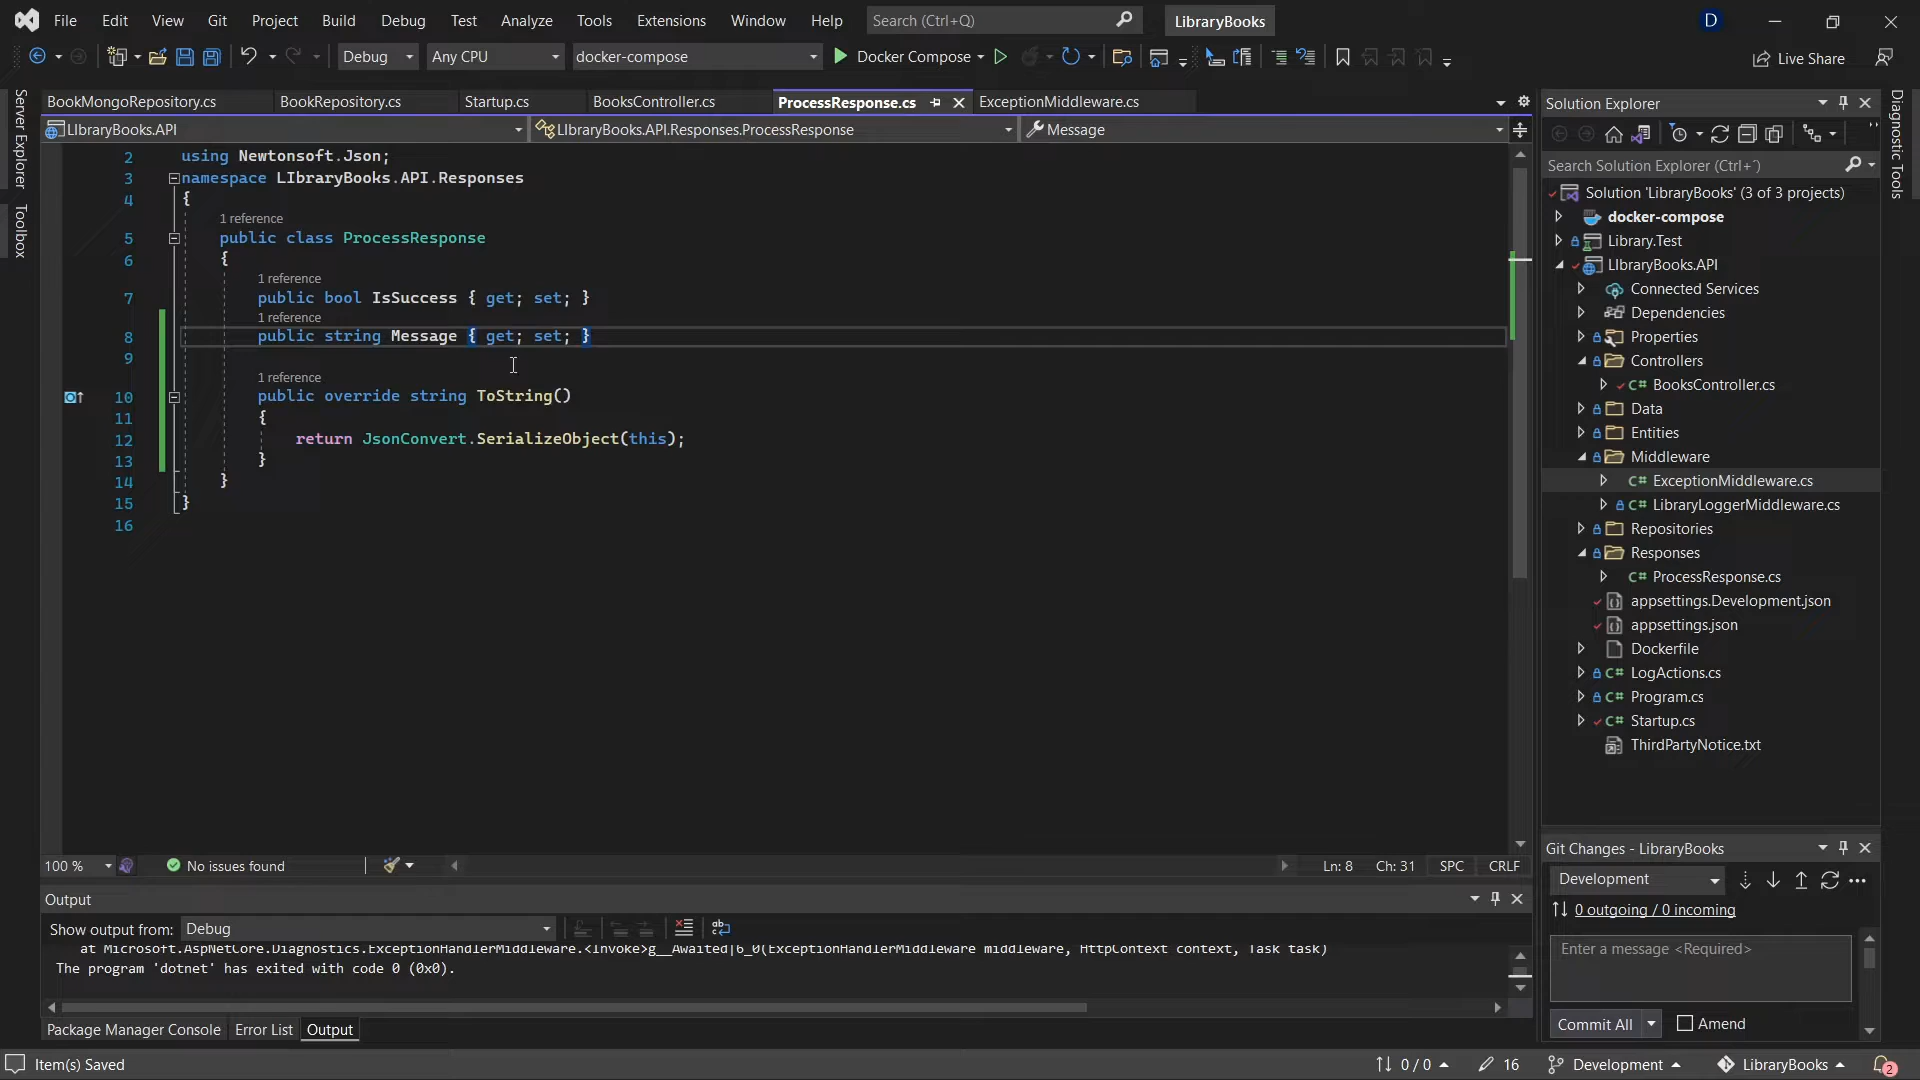 File Edit View Git Project Build Debug Test Analyze Tools Extensions Window Help Search (Ctrl+Q) LibraryBooks D
Debug Any CPU docker-compose Docker Compose Live Share
Server Explorer
Toolbox
BookMongoRepository.cs BookRepository.cs Startup.cs BooksController.cs ProcessResponse.cs ExceptionMiddleware.cs
LIbraryBooks.API LIbraryBooks.API.Responses.ProcessResponse Message
2 using Newtonsoft.Json;
3 namespace LIbraryBooks.API.Responses
4 {
1 reference
5 public class ProcessResponse
6 {
1 reference
7 public bool IsSuccess { get; set; }
1 reference
8 public string Message { get; set; }
9
1 reference
10 public override string ToString()
11 {
12 return JsonConvert.SerializeObject(this);
13 }
14 }
15 }
16
100 % No issues found Ln: 8 Ch: 31 SPC CRLF
Output
Show output from: Debug
at Microsoft.AspNetCore.Diagnostics.ExceptionHandlerMiddleware.<Invoke>g__Awaited|6_0(ExceptionHandlerMiddleware middleware, HttpContext context, Task task)
The program 'dotnet' has exited with code 0 (0x0).
Package Manager Console Error List Output
Solution Explorer
Search Solution Explorer (Ctrl+´)
Solution 'LibraryBooks' (3 of 3 projects)
docker-compose
Library.Test
LIbraryBooks.API
Connected Services
Dependencies
Properties
Controllers
C# BooksController.cs
Data
Entities
Middleware
C# ExceptionMiddleware.cs
C# LibraryLoggerMiddleware.cs
Repositories
Responses
C# ProcessResponse.cs
appsettings.Development.json
appsettings.json
Dockerfile
C# LogActions.cs
C# Program.cs
C# Startup.cs
ThirdPartyNotice.txt
Diagnostic Tools
Git Changes - LibraryBooks
Development
0 outgoing / 0 incoming
Enter a message <Required>
Commit All Amend
Item(s) Saved 0 / 0 16 Development LibraryBooks 2